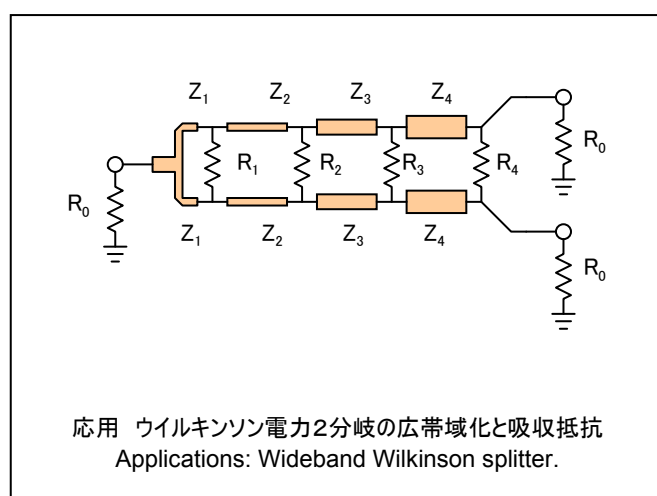 Z1 Z2 Z3 Z4
R1 R2 R3 R4 R0
R0
Z1 Z2 Z3 Z4
R0
応用 ウイルキンソン電力2分岐の広帯域化と吸収抵抗
Applications: Wideband Wilkinson splitter.